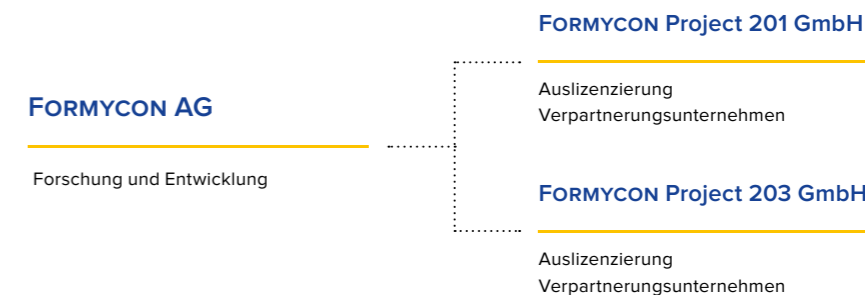 FORMYCON Project 201 GmbH
Auslizenzierung
Verpartnerungsunternehmen
FORMYCON AG
Forschung und Entwicklung
FORMYCON Project 203 GmbH
Auslizenzierung
Verpartnerungsunternehmen